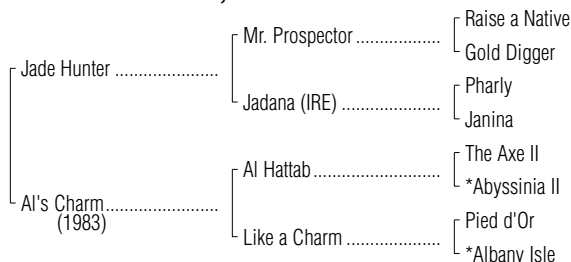 Raise a Native
Mr. Prospector ..................
Gold Digger
Jade Hunter ......................
Pharly
Jadana (IRE) .....................
Janina
The Axe II
Al Hattab ...........................
*Abyssinia II
Al's Charm ........................
(1983)
Pied d'Or
Like a Charm ....................
*Albany Isle